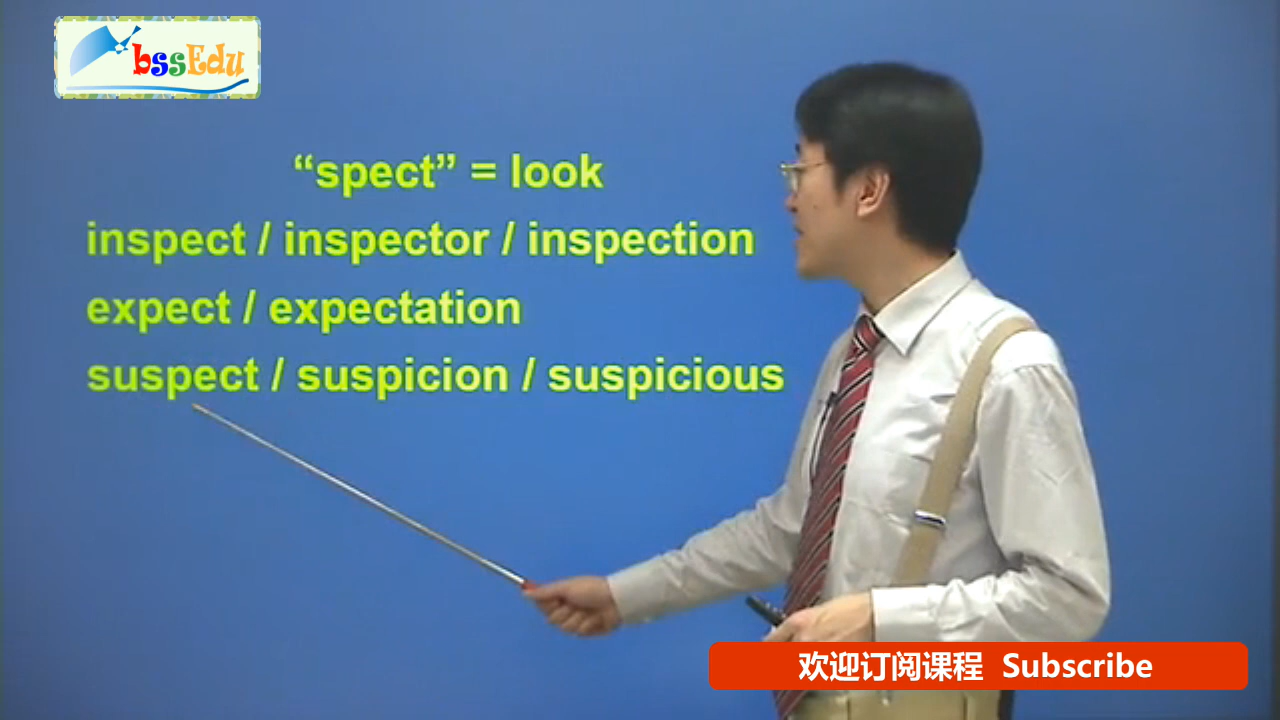 bssEdu
“spect” = look
inspect / inspector / inspection
expect / expectation
suspect / suspicion / suspicious
欢迎订阅课程 Subscribe